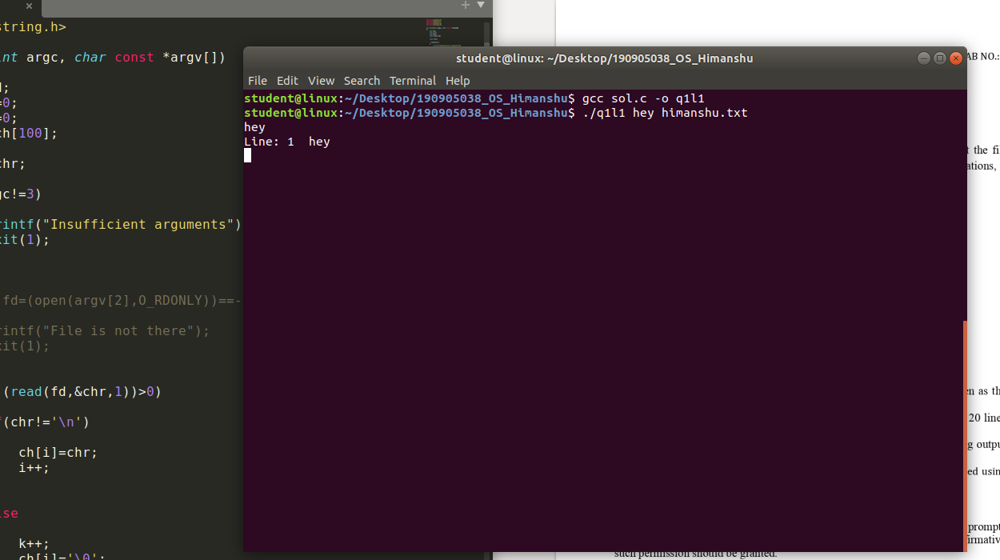 string.h>
int argc, char const *argv[])
=0;
=0;
ch[100];
chr;
gc!=3)
rintf("Insufficient arguments")
xit(1);
fd=(open(argv[2],O_RDONLY))==-
rintf("File is not there");
xit(1);
(read(fd,&chr,1))>0)
f(chr!='\n')
ch[i]=chr;
i++;
lse
k++;
ch[i]='\0';
student@linux: ~/Desktop/190905038_OS_Himanshu
File Edit View Search Terminal Help
student@linux:~/Desktop/190905038_OS_Himanshu$ gcc sol.c -o q1l1
student@linux:~/Desktop/190905038_OS_Himanshu$ ./q1l1 hey himanshu.txt
hey
Line: 1  hey
AB NO.:
t the fil
ations,
en as th
20 line
g outpu
ed using
prompt
irmativ
such permission should be granted.